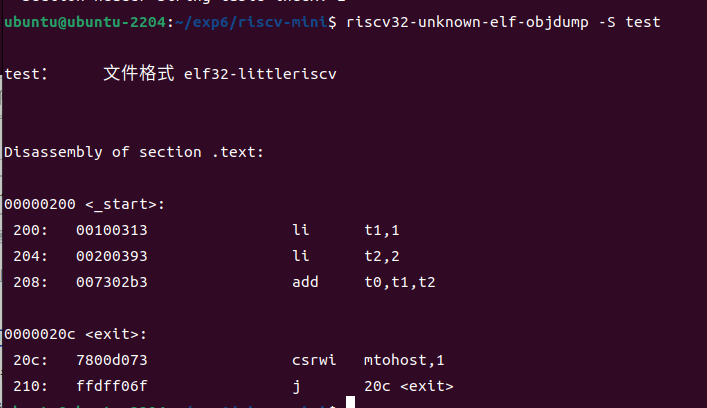 ubuntu@ubuntu-2204:~/exp6/riscv-mini$ riscv32-unknown-elf-objdump -S test
test: 文件格式 elf32-littleriscv
Disassembly of section .text:
00000200 <_start>:
200: 00100313 li t1,1
204: 00200393 li t2,2
208: 007302b3 add t0,t1,t2
0000020c <exit>:
20c: 7800d073 csrwi mtohost,1
210: ffdff06f j 20c <exit>